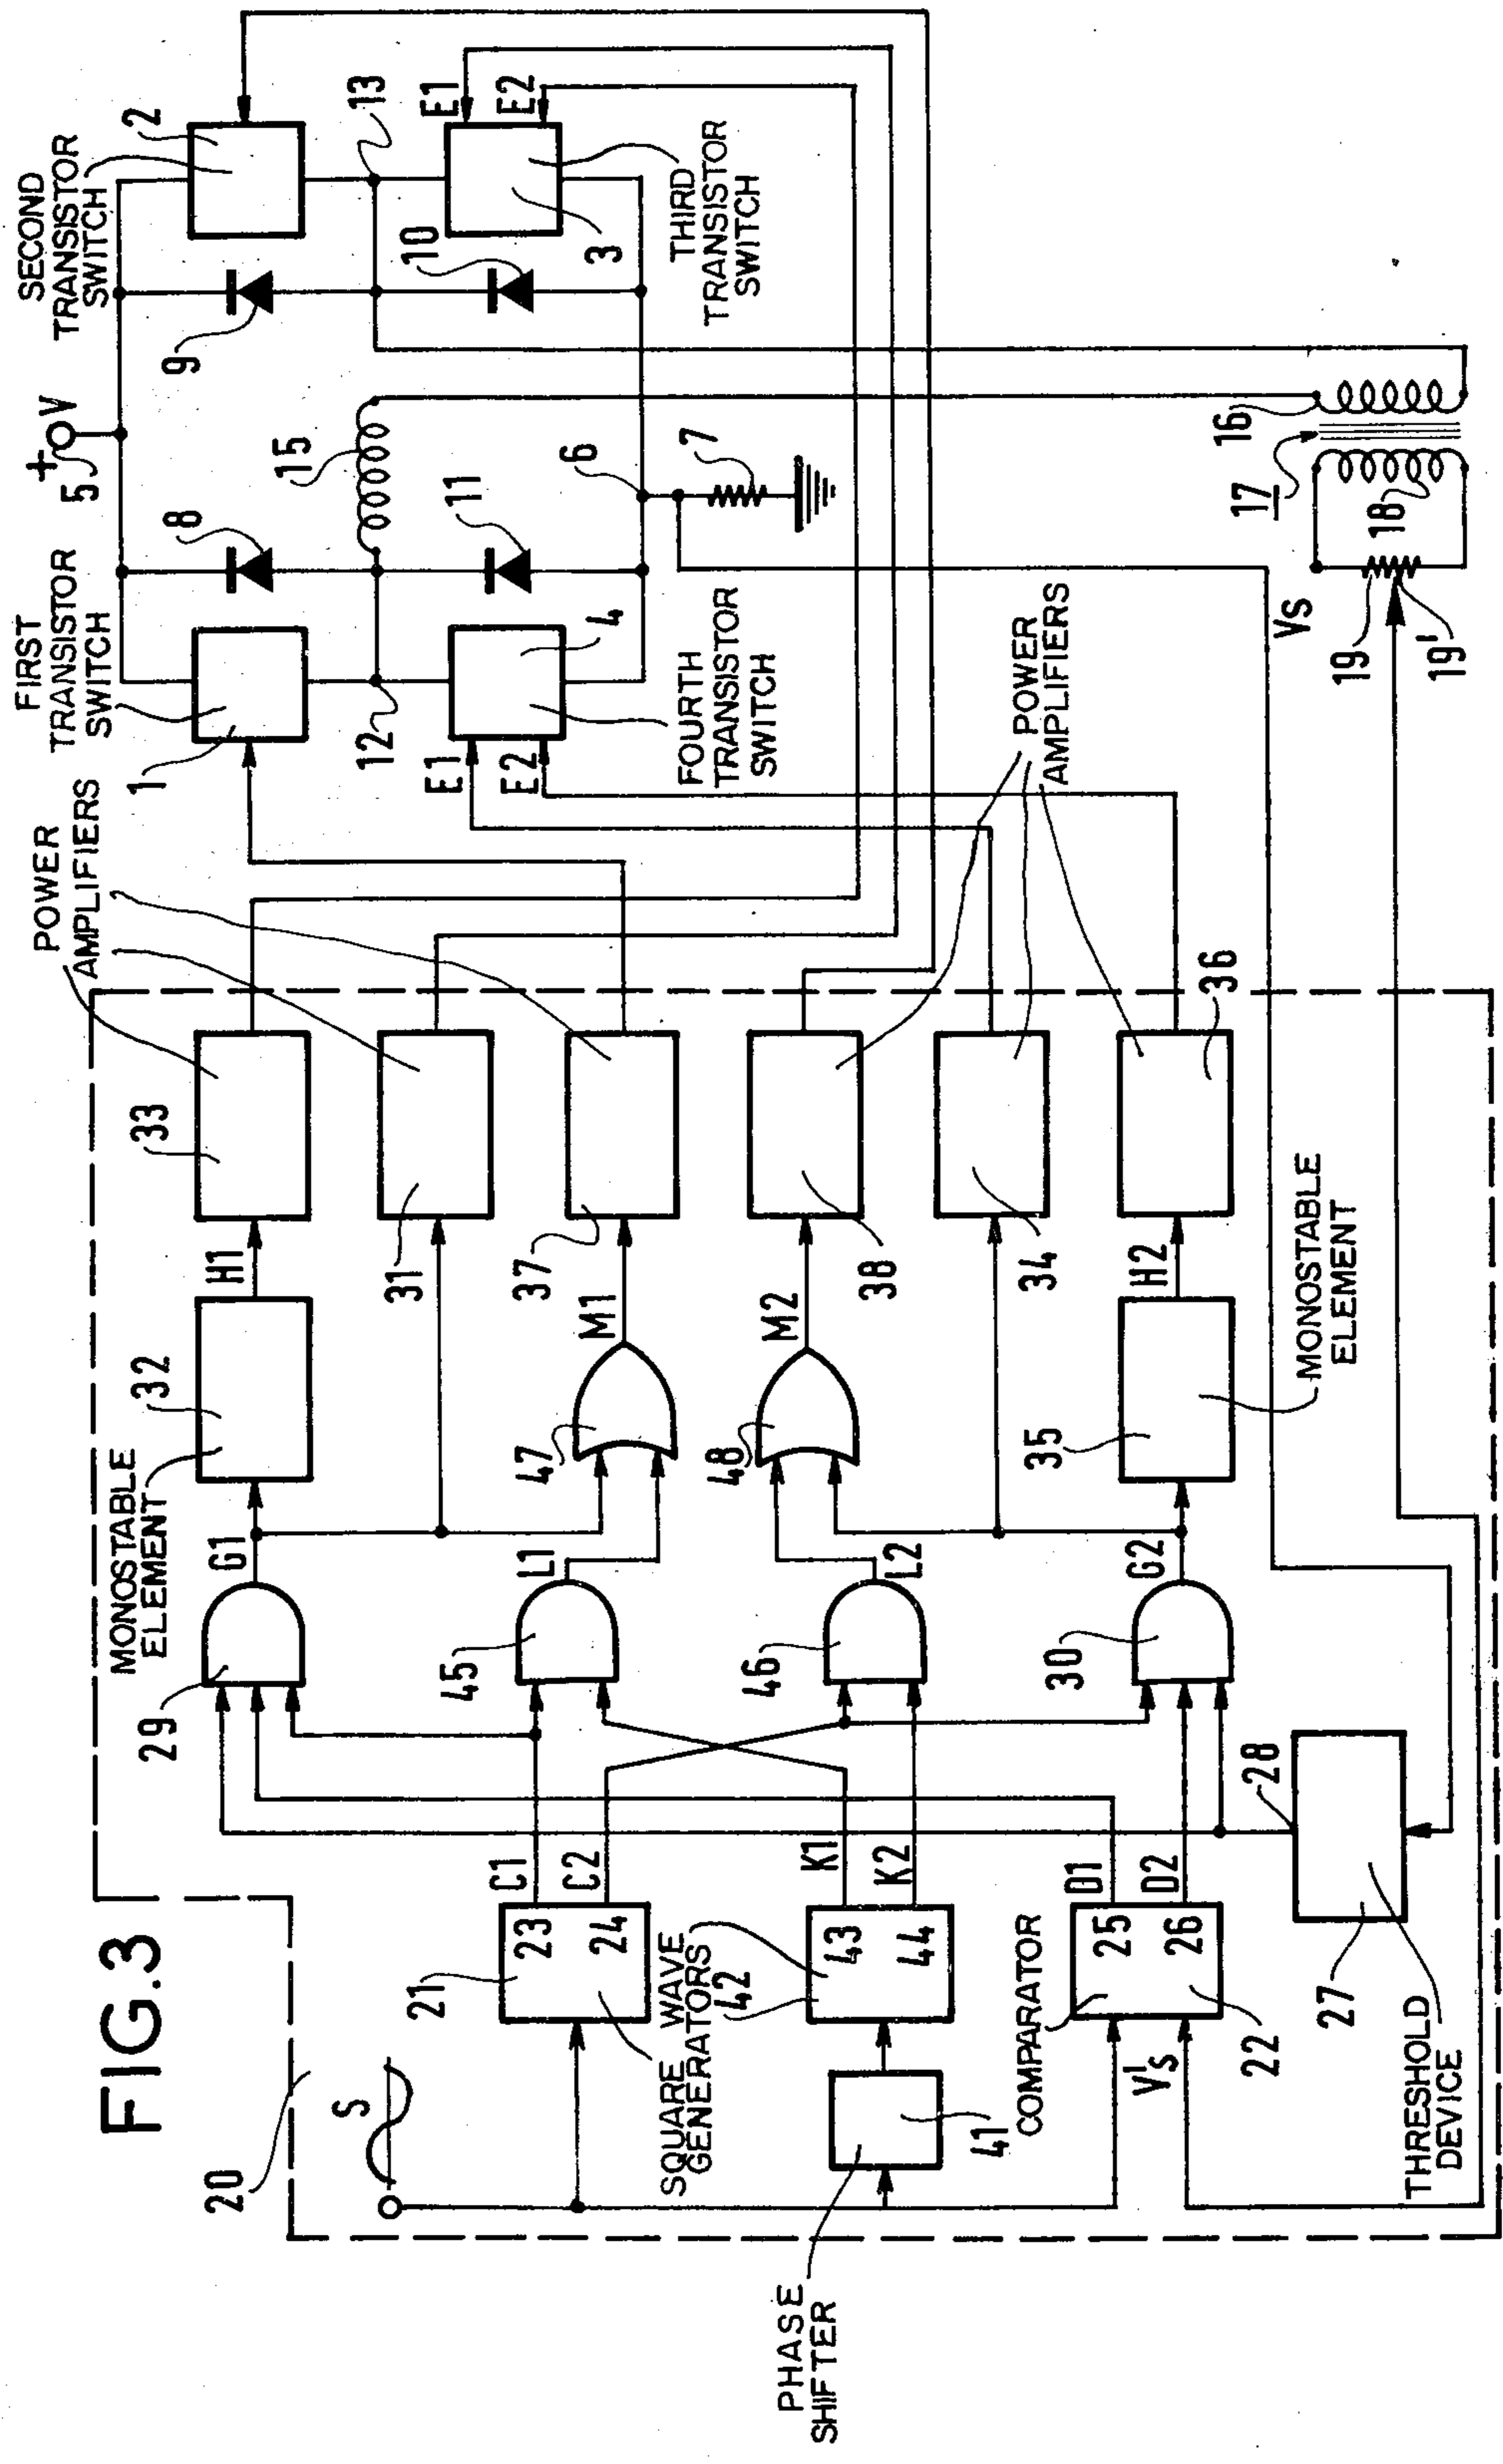 FIG.3
20
S
PHASE
SHIFTER
41
21
23
24
SQUARE WAVE
GENERATORS
42
43
44
COMPARATOR
25
26
22
V's
THRESHOLD
DEVICE
27
28
C1
C2
K1
K2
D1
D2
29
45
46
30
MONOSTABLE
ELEMENT
G1
L1
L2
G2
32
47
48
35
MONOSTABLE
ELEMENT
H1
M1
M2
H2
33
31
37
38
34
36
POWER
AMPLIFIERS
POWER
AMPLIFIERS
FIRST
TRANSISTOR
SWITCH
1
12
E1
E2
FOURTH
TRANSISTOR
SWITCH
4
8
11
15
+
V
5
6
7
SECOND
TRANSISTOR
SWITCH
2
9
10
13
E1
E2
3
THIRD
TRANSISTOR
SWITCH
Vs
16
17
18
19
19'